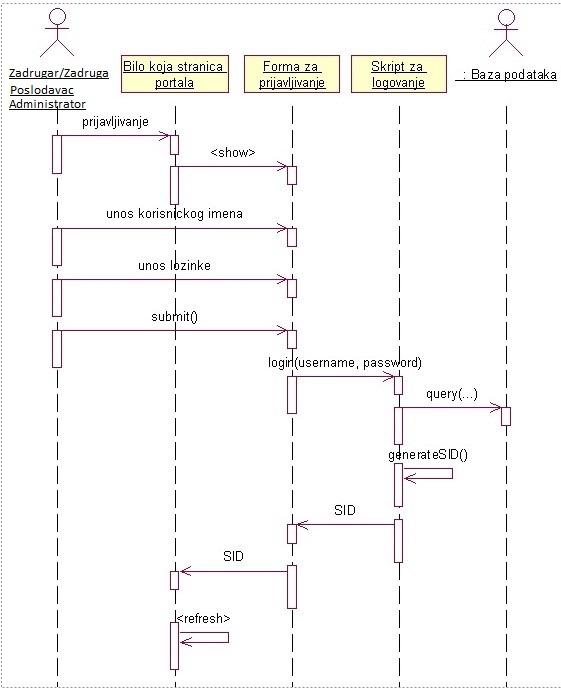 Zadrugar/Zadruga
Poslodavac
Administrator
Bilo koja stranica
portala
Forma za
prijavljivanje
Skript za
logovanje
: Baza podataka
prijavljivanje
<show>
unos korisnickog imena
unos lozinke
submit()
login(username, password)
query(...)
generateSID()
SID
SID
<refresh>